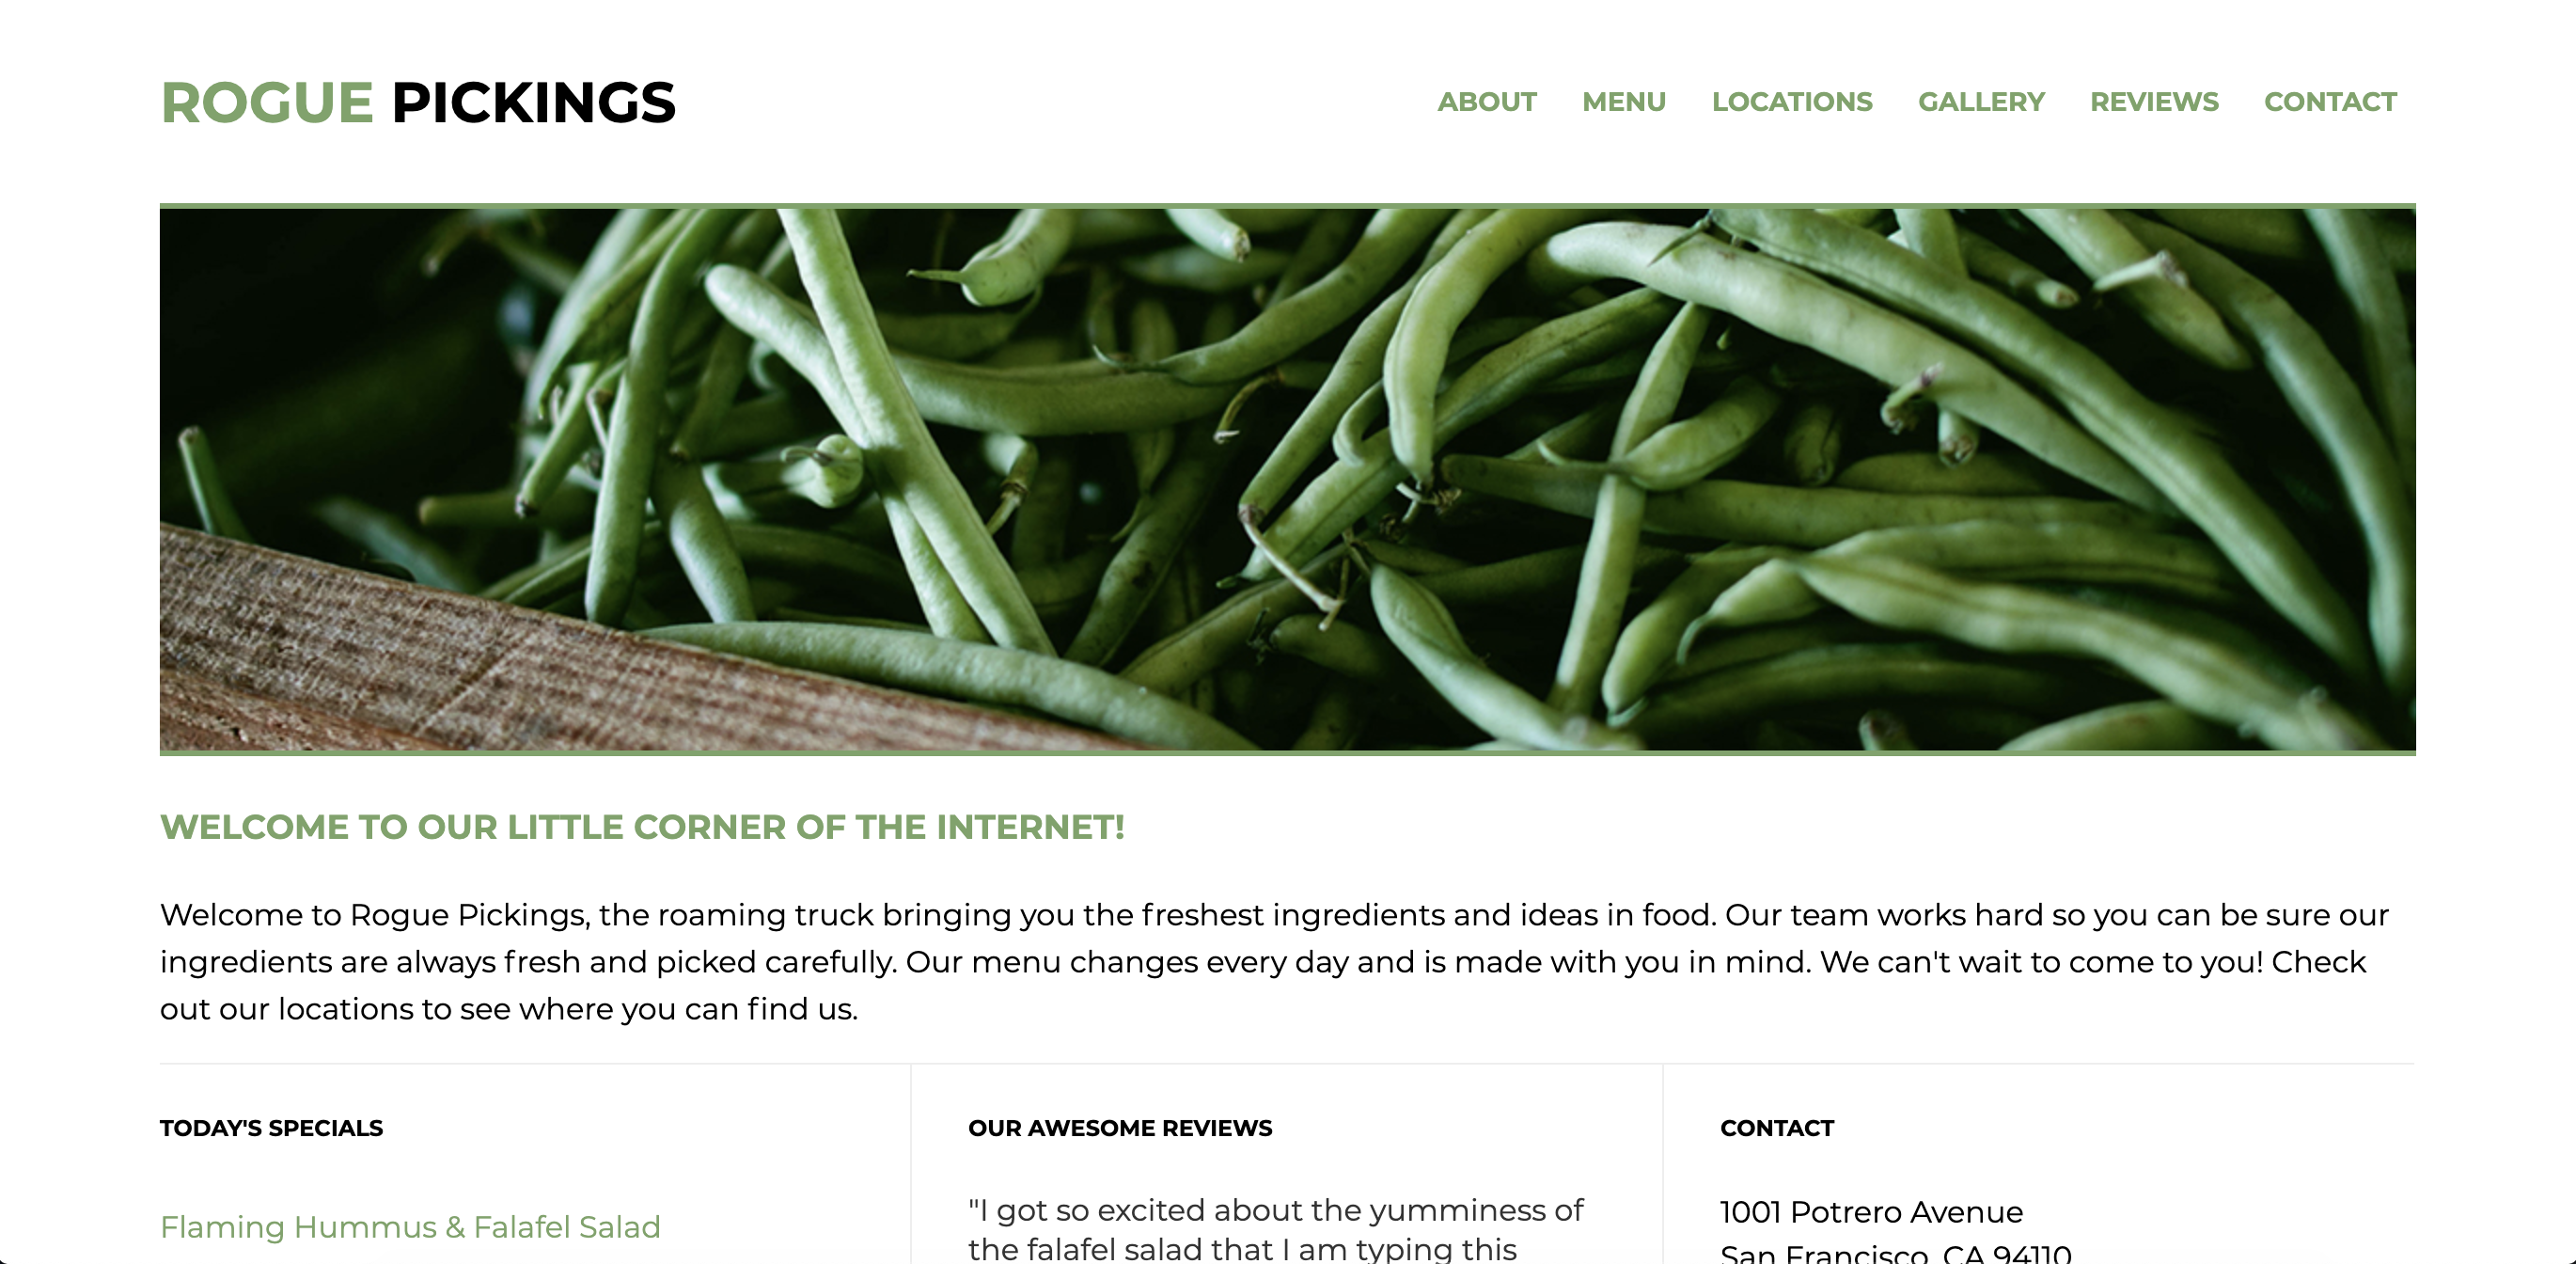 ROGUE PICKINGS
ABOUT MENU LOCATIONS GALLERY REVIEWS CONTACT
WELCOME TO OUR LITTLE CORNER OF THE INTERNET!
Welcome to Rogue Pickings, the roaming truck bringing you the freshest ingredients and ideas in food. Our team works hard so you can be sure our
ingredients are always fresh and picked carefully. Our menu changes every day and is made with you in mind. We can't wait to come to you! Check
out our locations to see where you can find us.
TODAY'S SPECIALS
Flaming Hummus & Falafel Salad
OUR AWESOME REVIEWS
"I got so excited about the yumminess of
the falafel salad that I am typing this
CONTACT
1001 Potrero Avenue
San Francisco, CA 94110